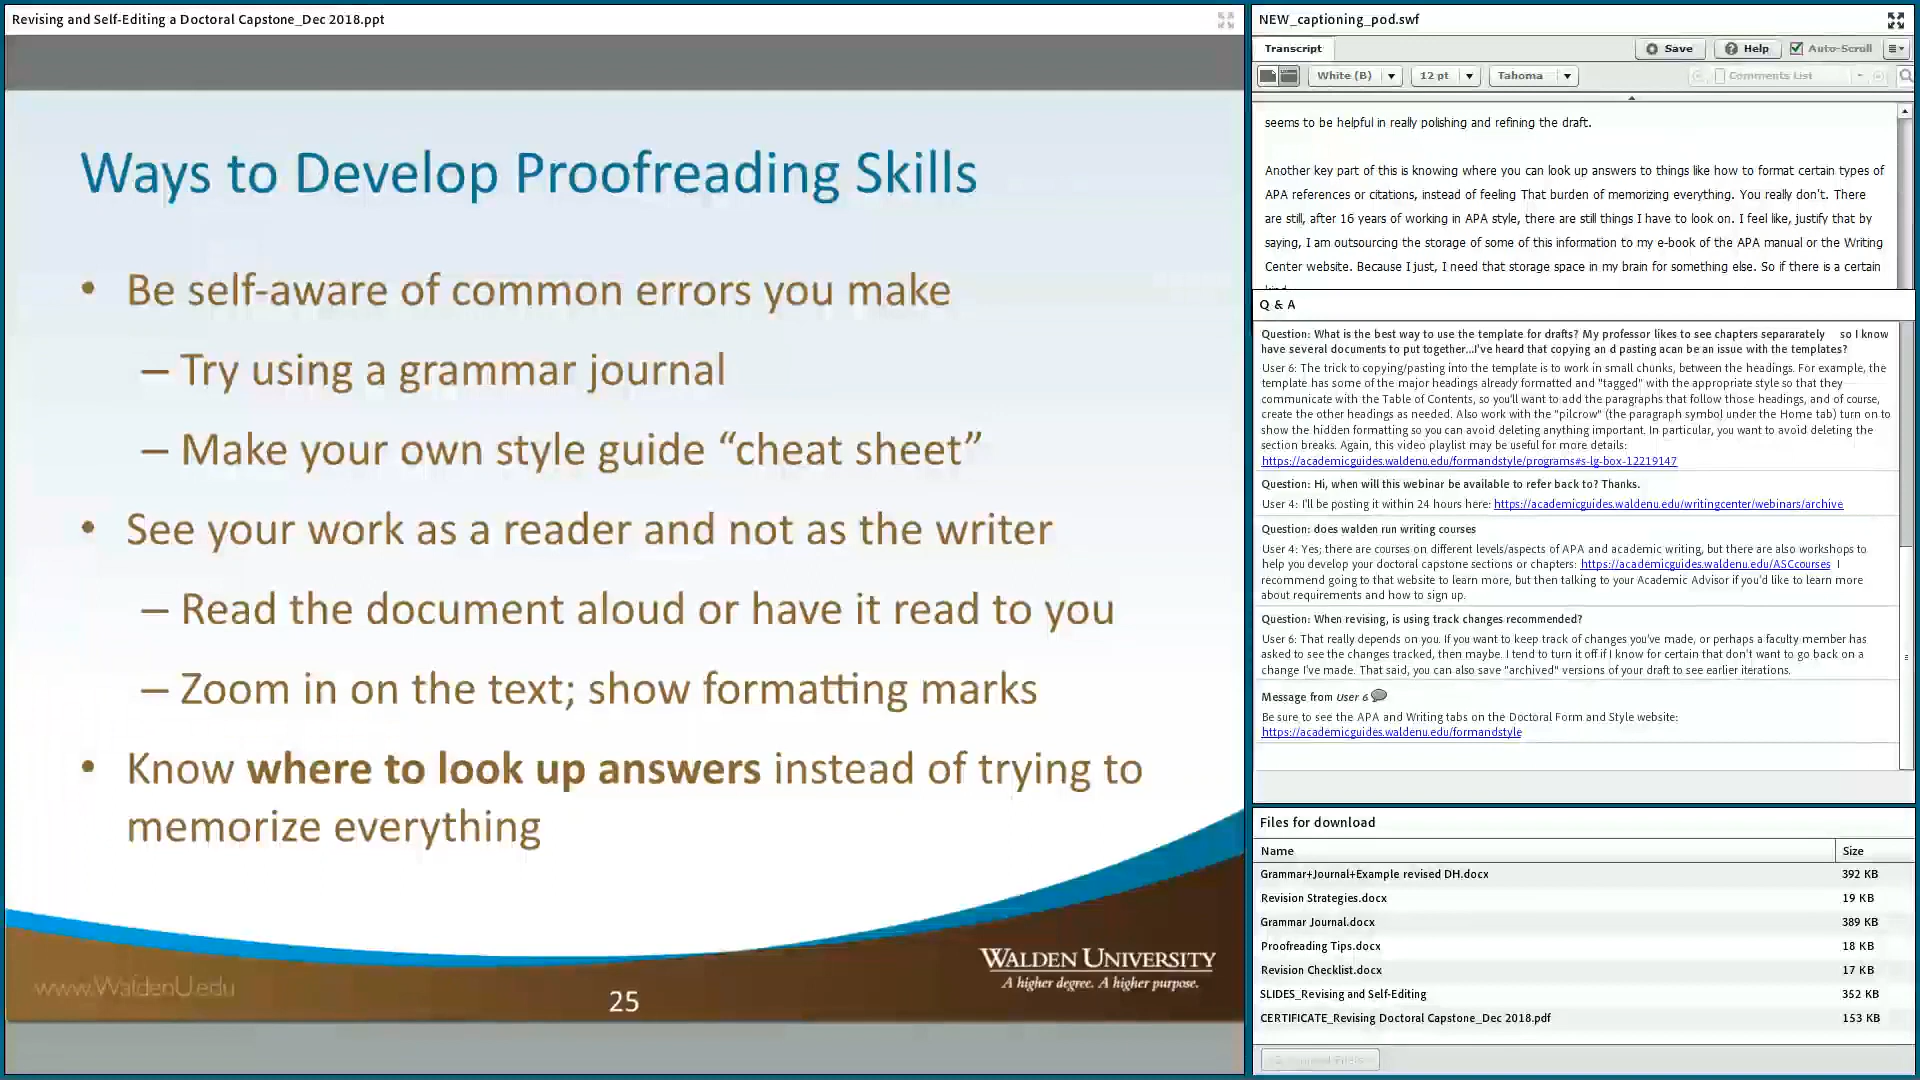 Revising and Self-Editing a Doctoral Capstone_Dec 2018.ppt
Ways to Develop Proofreading Skills
• Be self-aware of common errors you make
– Try using a grammar journal
– Make your own style guide “cheat sheet”
• See your work as a reader and not as the writer
– Read the document aloud or have it read to you
– Zoom in on the text; show formatting marks
• Know where to look up answers instead of trying to
memorize everything
www.WaldenU.edu
25
WALDEN UNIVERSITY
A higher degree. A higher purpose.
NEW_captioning_pod.swf
Transcript
Save
Help
Auto-Scroll
White (B)
12 pt
Tahoma
Comments List
seems to be helpful in really polishing and refining the draft.
Another key part of this is knowing where you can look up answers to things like how to format certain types of
APA references or citations, instead of feeling That burden of memorizing everything. You really don't. There
are still, after 16 years of working in APA style, there are still things I have to look on. I feel like, justify that by
saying, I am outsourcing the storage of some of this information to my e-book of the APA manual or the Writing
Center website. Because I just, I need that storage space in my brain for something else. So if there is a certain
Q & A
Question: What is the best way to use the template for drafts? My professor likes to see chapters separarately so I know
have several documents to put together...I've heard that copying an d pasting acan be an issue with the templates?
User 6: The trick to copying/pasting into the template is to work in small chunks, between the headings. For example, the
template has some of the major headings already formatted and "tagged" with the appropriate style so that they
communicate with the Table of Contents, so you'll want to add the paragraphs that follow those headings, and of course,
create the other headings as needed. Also work with the "pilcrow" (the paragraph symbol under the Home tab) turn on to
show the hidden formatting so you can avoid deleting anything important. In particular, you want to avoid deleting the
section breaks. Again, this video playlist may be useful for more details:
https://academicguides.waldenu.edu/formandstyle/programs#s-lg-box-12219147
Question: Hi, when will this webinar be available to refer back to? Thanks.
User 4: I'll be posting it within 24 hours here: https://academicguides.waldenu.edu/writingcenter/webinars/archive
Question: does walden run writing courses
User 4: Yes; there are courses on different levels/aspects of APA and academic writing, but there are also workshops to
help you develop your doctoral capstone sections or chapters: https://academicguides.waldenu.edu/ASCcourses I
recommend going to that website to learn more, but then talking to your Academic Advisor if you'd like to learn more
about requirements and how to sign up.
Question: When revising, is using track changes recommended?
User 6: That really depends on you. If you want to keep track of changes you've made, or perhaps a faculty member has
asked to see the changes tracked, then maybe. I tend to turn it off if I know for certain that don't want to go back on a
change I've made. That said, you can also save "archived" versions of your draft to see earlier iterations.
Message from User 6
Be sure to see the APA and Writing tabs on the Doctoral Form and Style website:
https://academicguides.waldenu.edu/formandstyle
Files for download
Name Size
Grammar+Journal+Example revised DH.docx 392 KB
Revision Strategies.docx 19 KB
Grammar Journal.docx 389 KB
Proofreading Tips.docx 18 KB
Revision Checklist.docx 17 KB
SLIDES_Revising and Self-Editing 352 KB
CERTIFICATE_Revising Doctoral Capstone_Dec 2018.pdf 153 KB